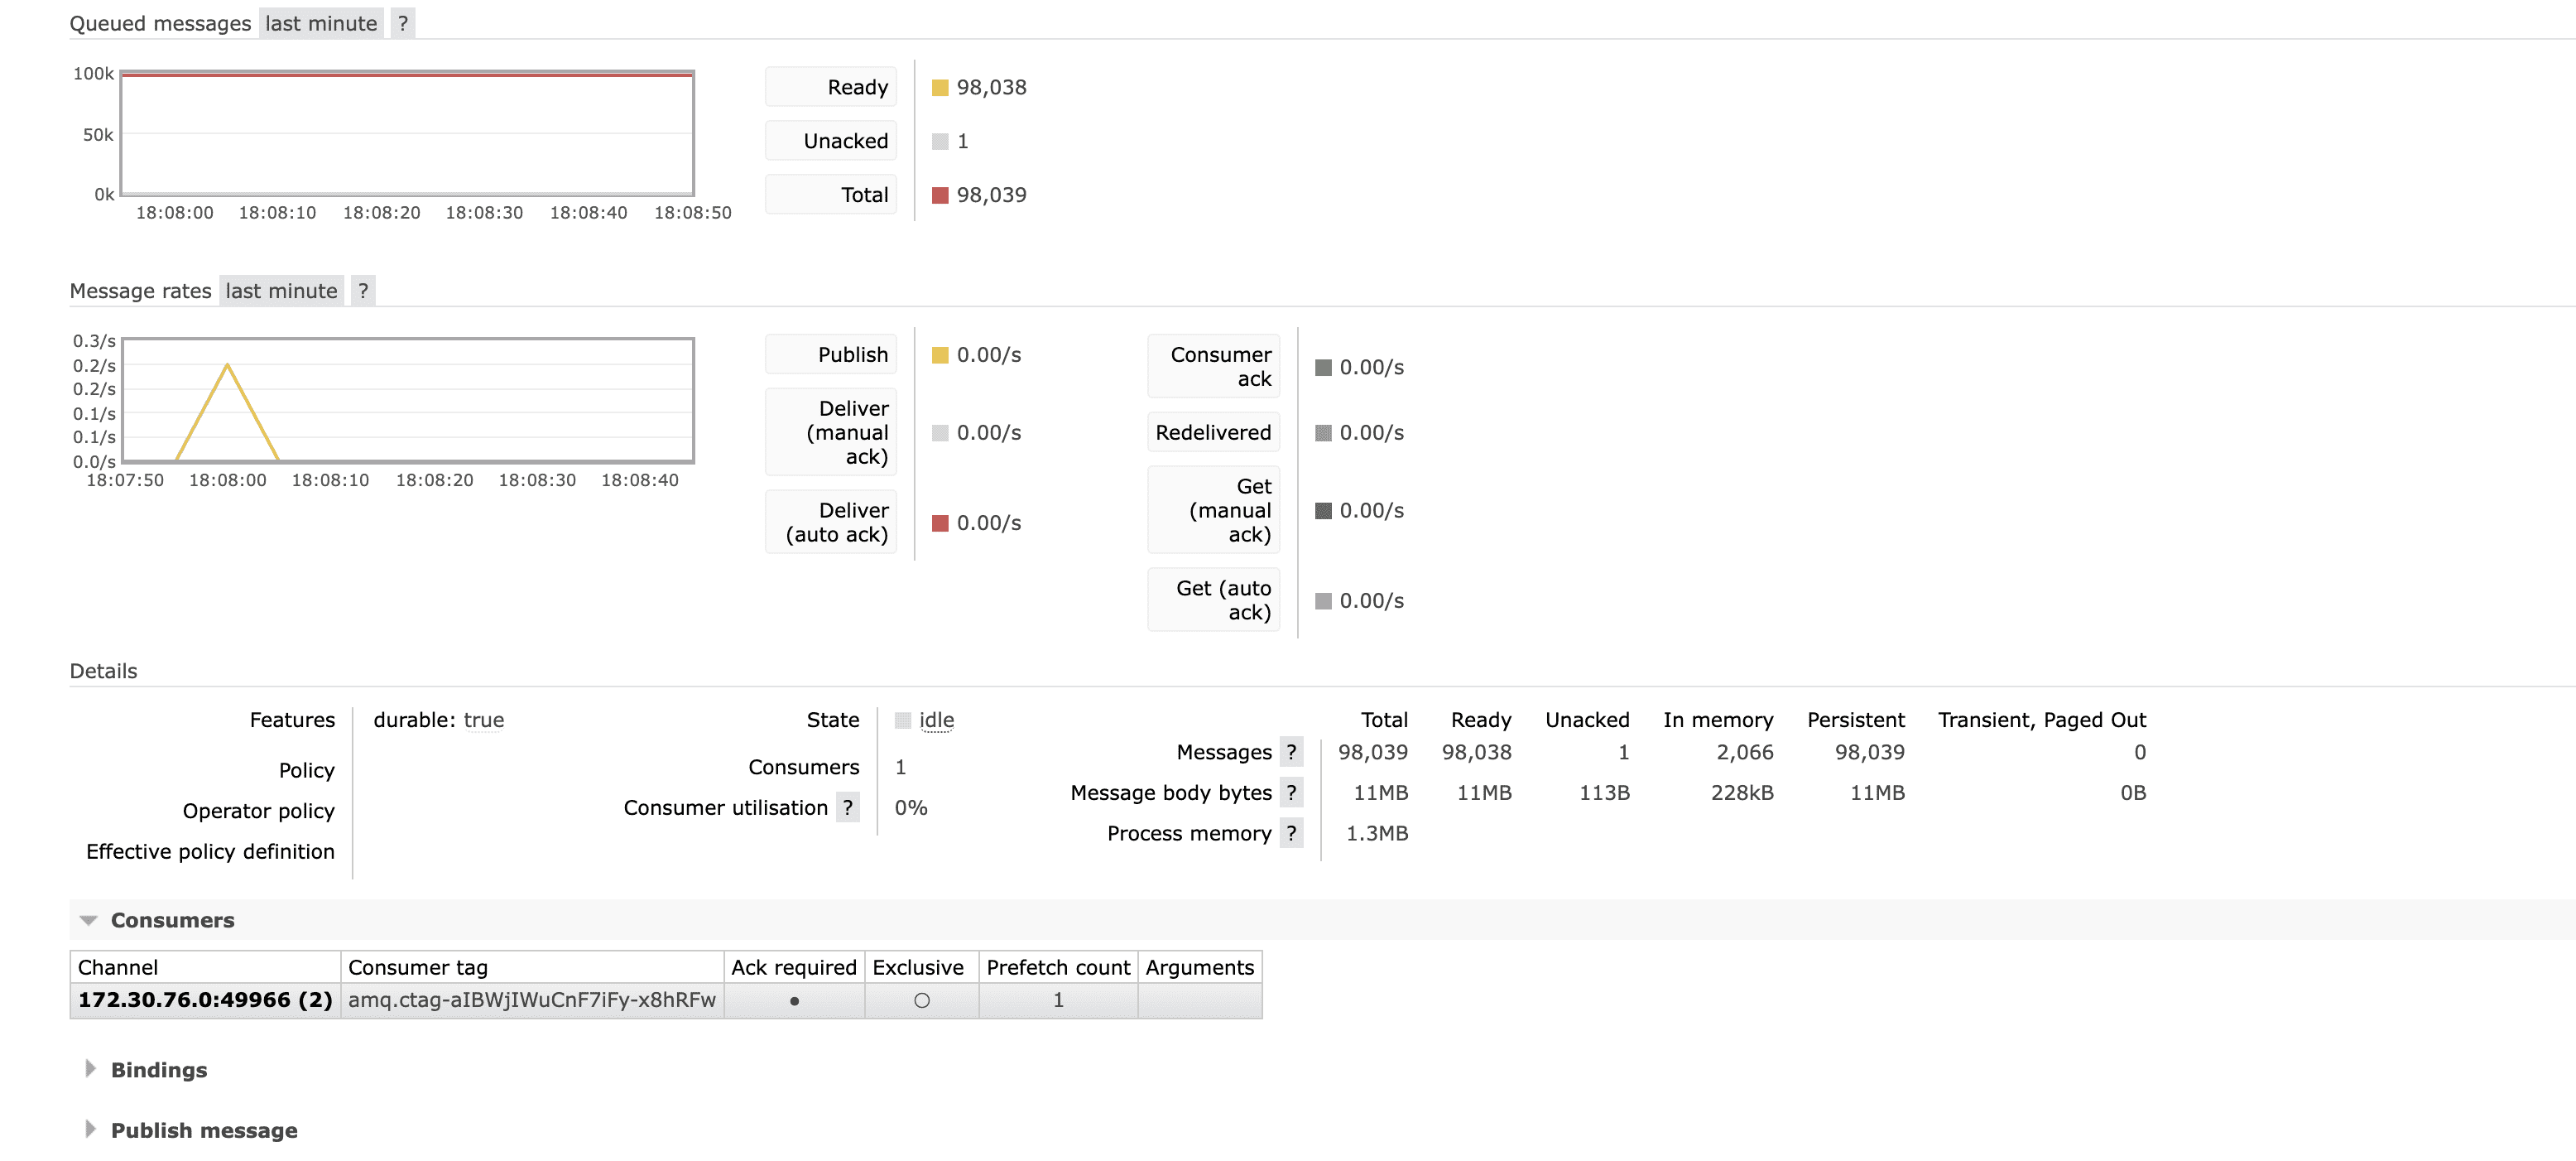 Queued messages last minute ?
100k
50k
0k
18:08:00 18:08:10 18:08:20 18:08:30 18:08:40 18:08:50
Ready 98,038
Unacked 1
Total 98,039
Message rates last minute ?
0.3/s
0.2/s
0.2/s
0.1/s
0.1/s
0.0/s
18:07:50 18:08:00 18:08:10 18:08:20 18:08:30 18:08:40
Publish 0.00/s
Deliver
(manual 0.00/s
ack)
Deliver
(auto ack) 0.00/s
Consumer
ack 0.00/s
Redelivered 0.00/s
Get
(manual 0.00/s
ack)
Get (auto
ack) 0.00/s
Details
Features durable: true
Policy
Operator policy
Effective policy definition
State idle
Consumers 1
Consumer utilisation ? 0%
Total Ready Unacked In memory Persistent Transient, Paged Out
Messages ? 98,039 98,038 1 2,066 98,039 0
Message body bytes ? 11MB 11MB 113B 228kB 11MB 0B
Process memory ? 1.3MB
Consumers
Channel Consumer tag Ack required Exclusive Prefetch count Arguments
172.30.76.0:49966 (2) amq.ctag-aIBWjIWuCnF7iFy-x8hRFw ● ○ 1
Bindings
Publish message